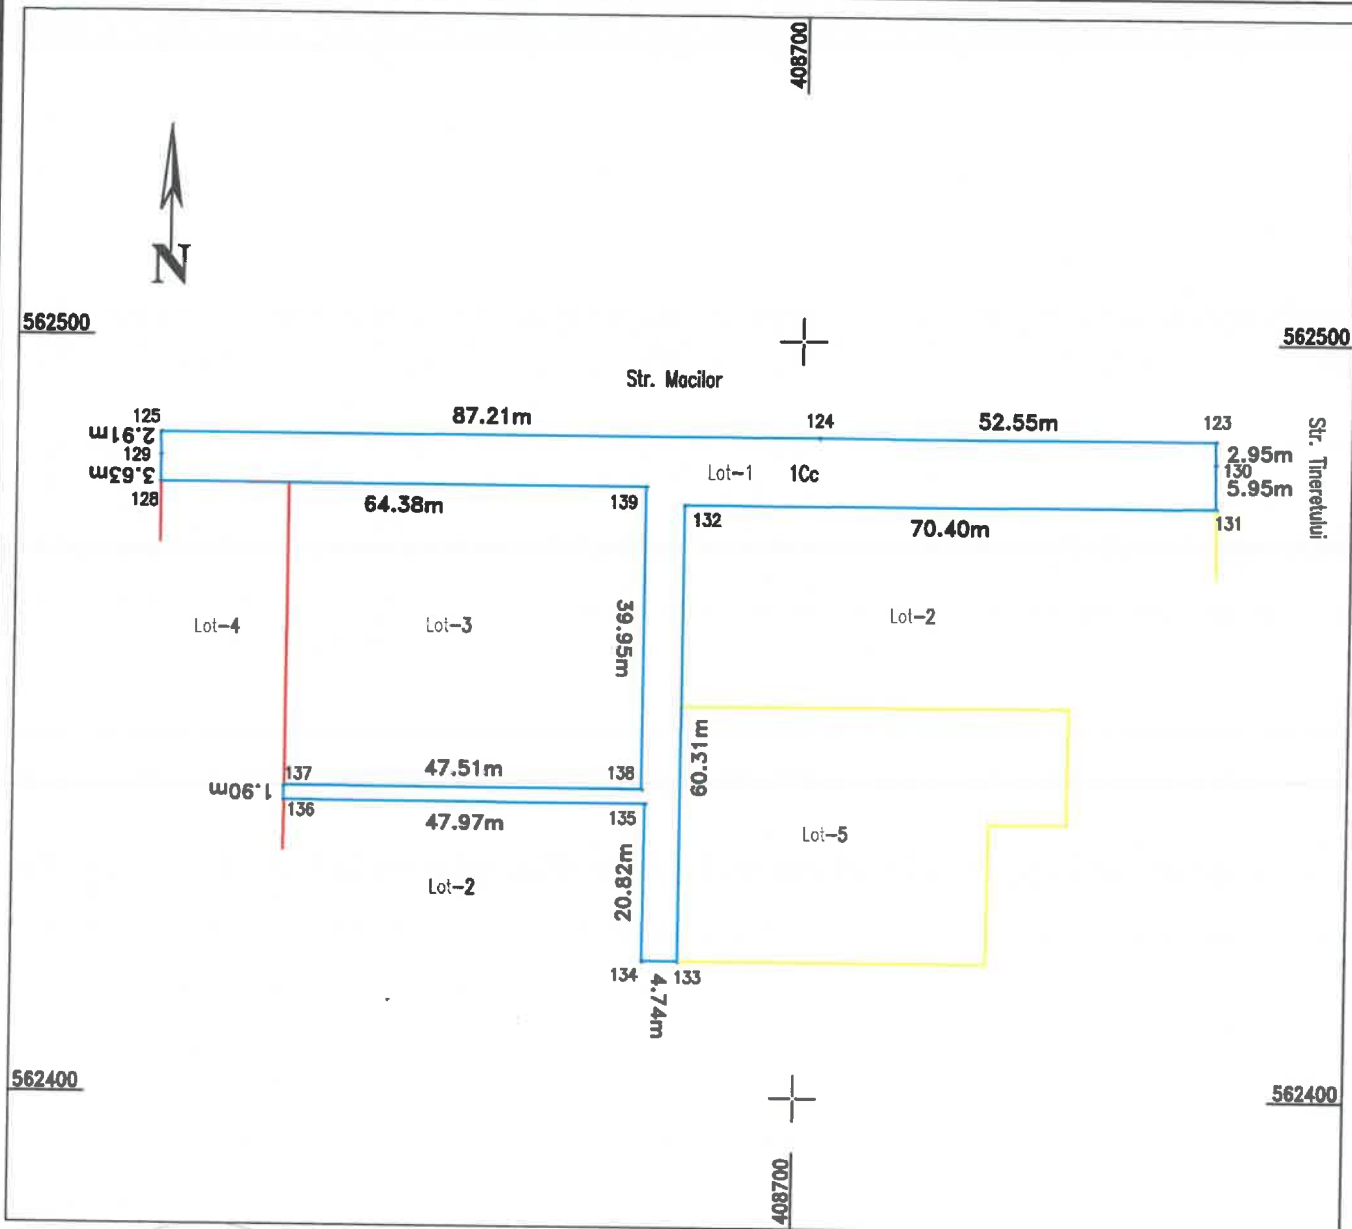 408700
N
562500
562500
Str. Macilor
125
87.21m
124
52.55m
123
2.91m
129
3.63m
128
64.38m
139
Lot-1
1Cc
132
70.40m
2.95m
130
5.95m
131
Str. Tineretului
Lot-4
Lot-3
39.95m
Lot-2
137
47.51m
138
60.31m
1.90m
136
47.97m
135
Lot-5
Lot-2
20.82m
134
133
4.74m
562400
562400
408700